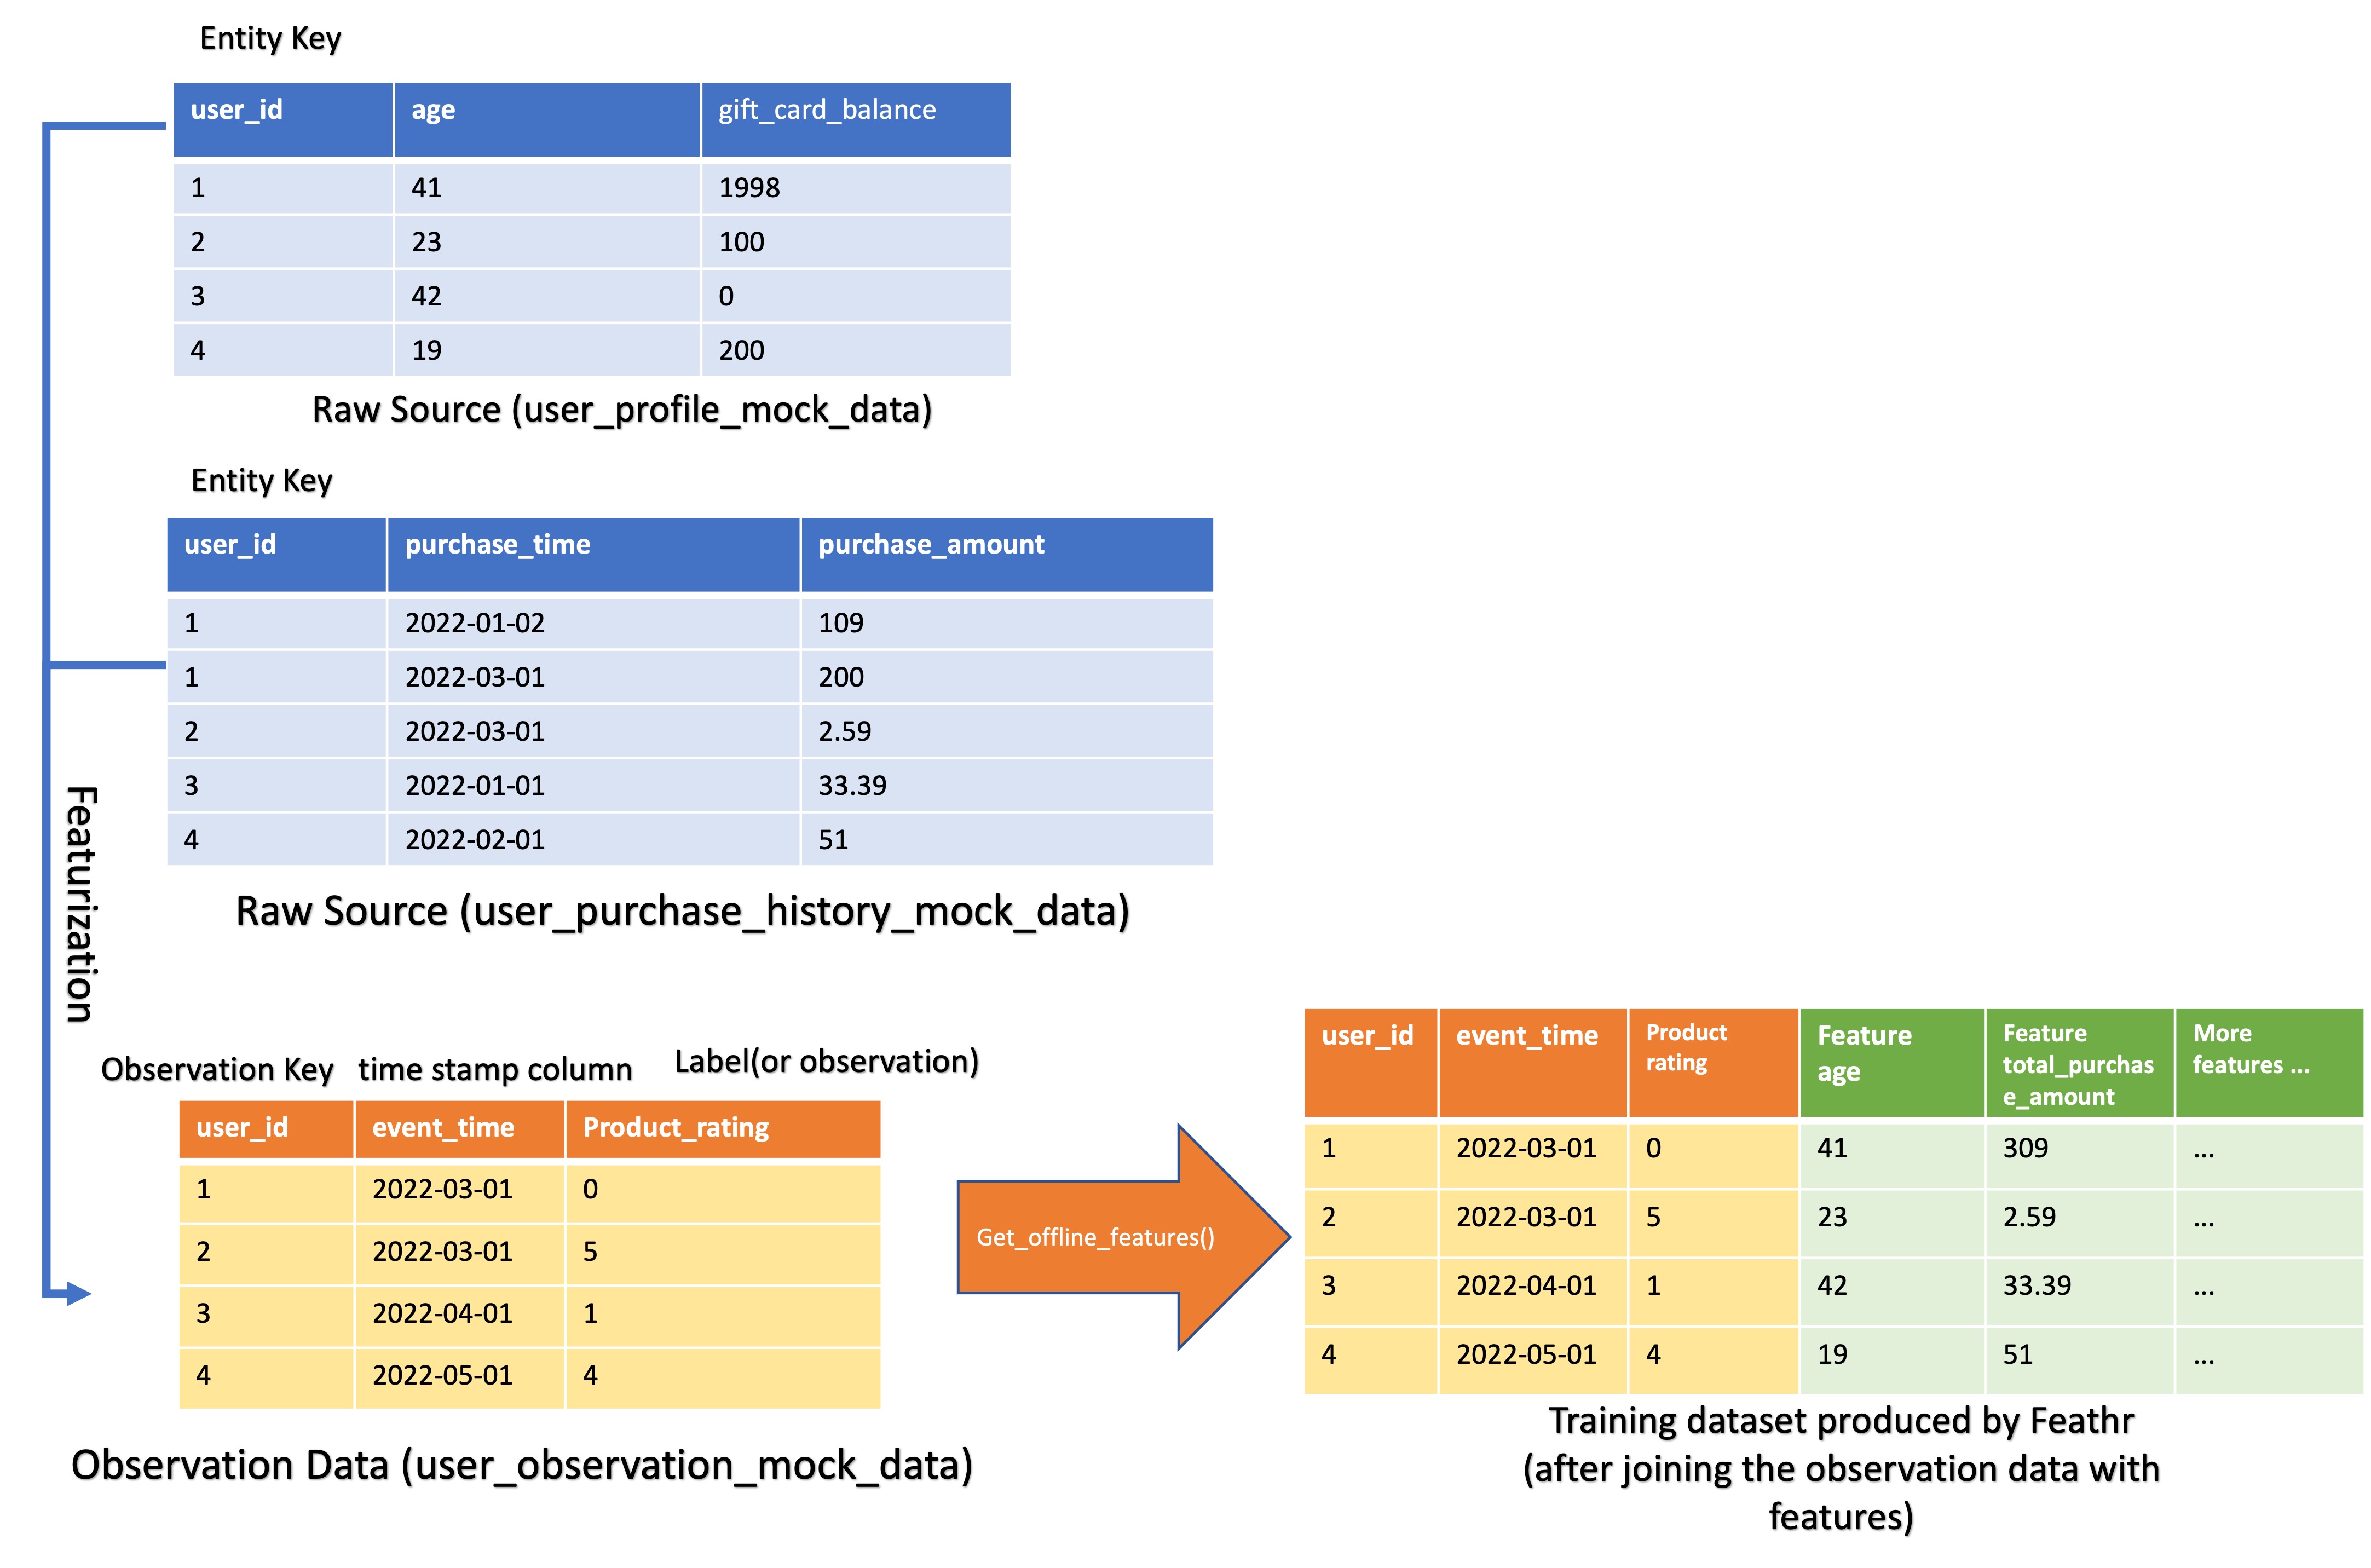 Entity Key
user_id age gift_card_balance
1 41 1998
2 23 100
3 42 0
4 19 200
Raw Source (user_profile_mock_data)
Entity Key
user_id purchase_time purchase_amount
1 2022-01-02 109
1 2022-03-01 200
2 2022-03-01 2.59
3 2022-01-01 33.39
4 2022-02-01 51
Raw Source (user_purchase_history_mock_data)
Featurization
Observation Key time stamp column Label(or observation)
user_id event_time Product_rating
1 2022-03-01 0
2 2022-03-01 5
3 2022-04-01 1
4 2022-05-01 4
Observation Data (user_observation_mock_data)
Get_offline_features()
user_id event_time Product Feature Feature More
rating age total_purchas features ...
e_amount
1 2022-03-01 0 41 309 ...
2 2022-03-01 5 23 2.59 ...
3 2022-04-01 1 42 33.39 ...
4 2022-05-01 4 19 51 ...
Training dataset produced by Feathr
(after joining the observation data with
features)